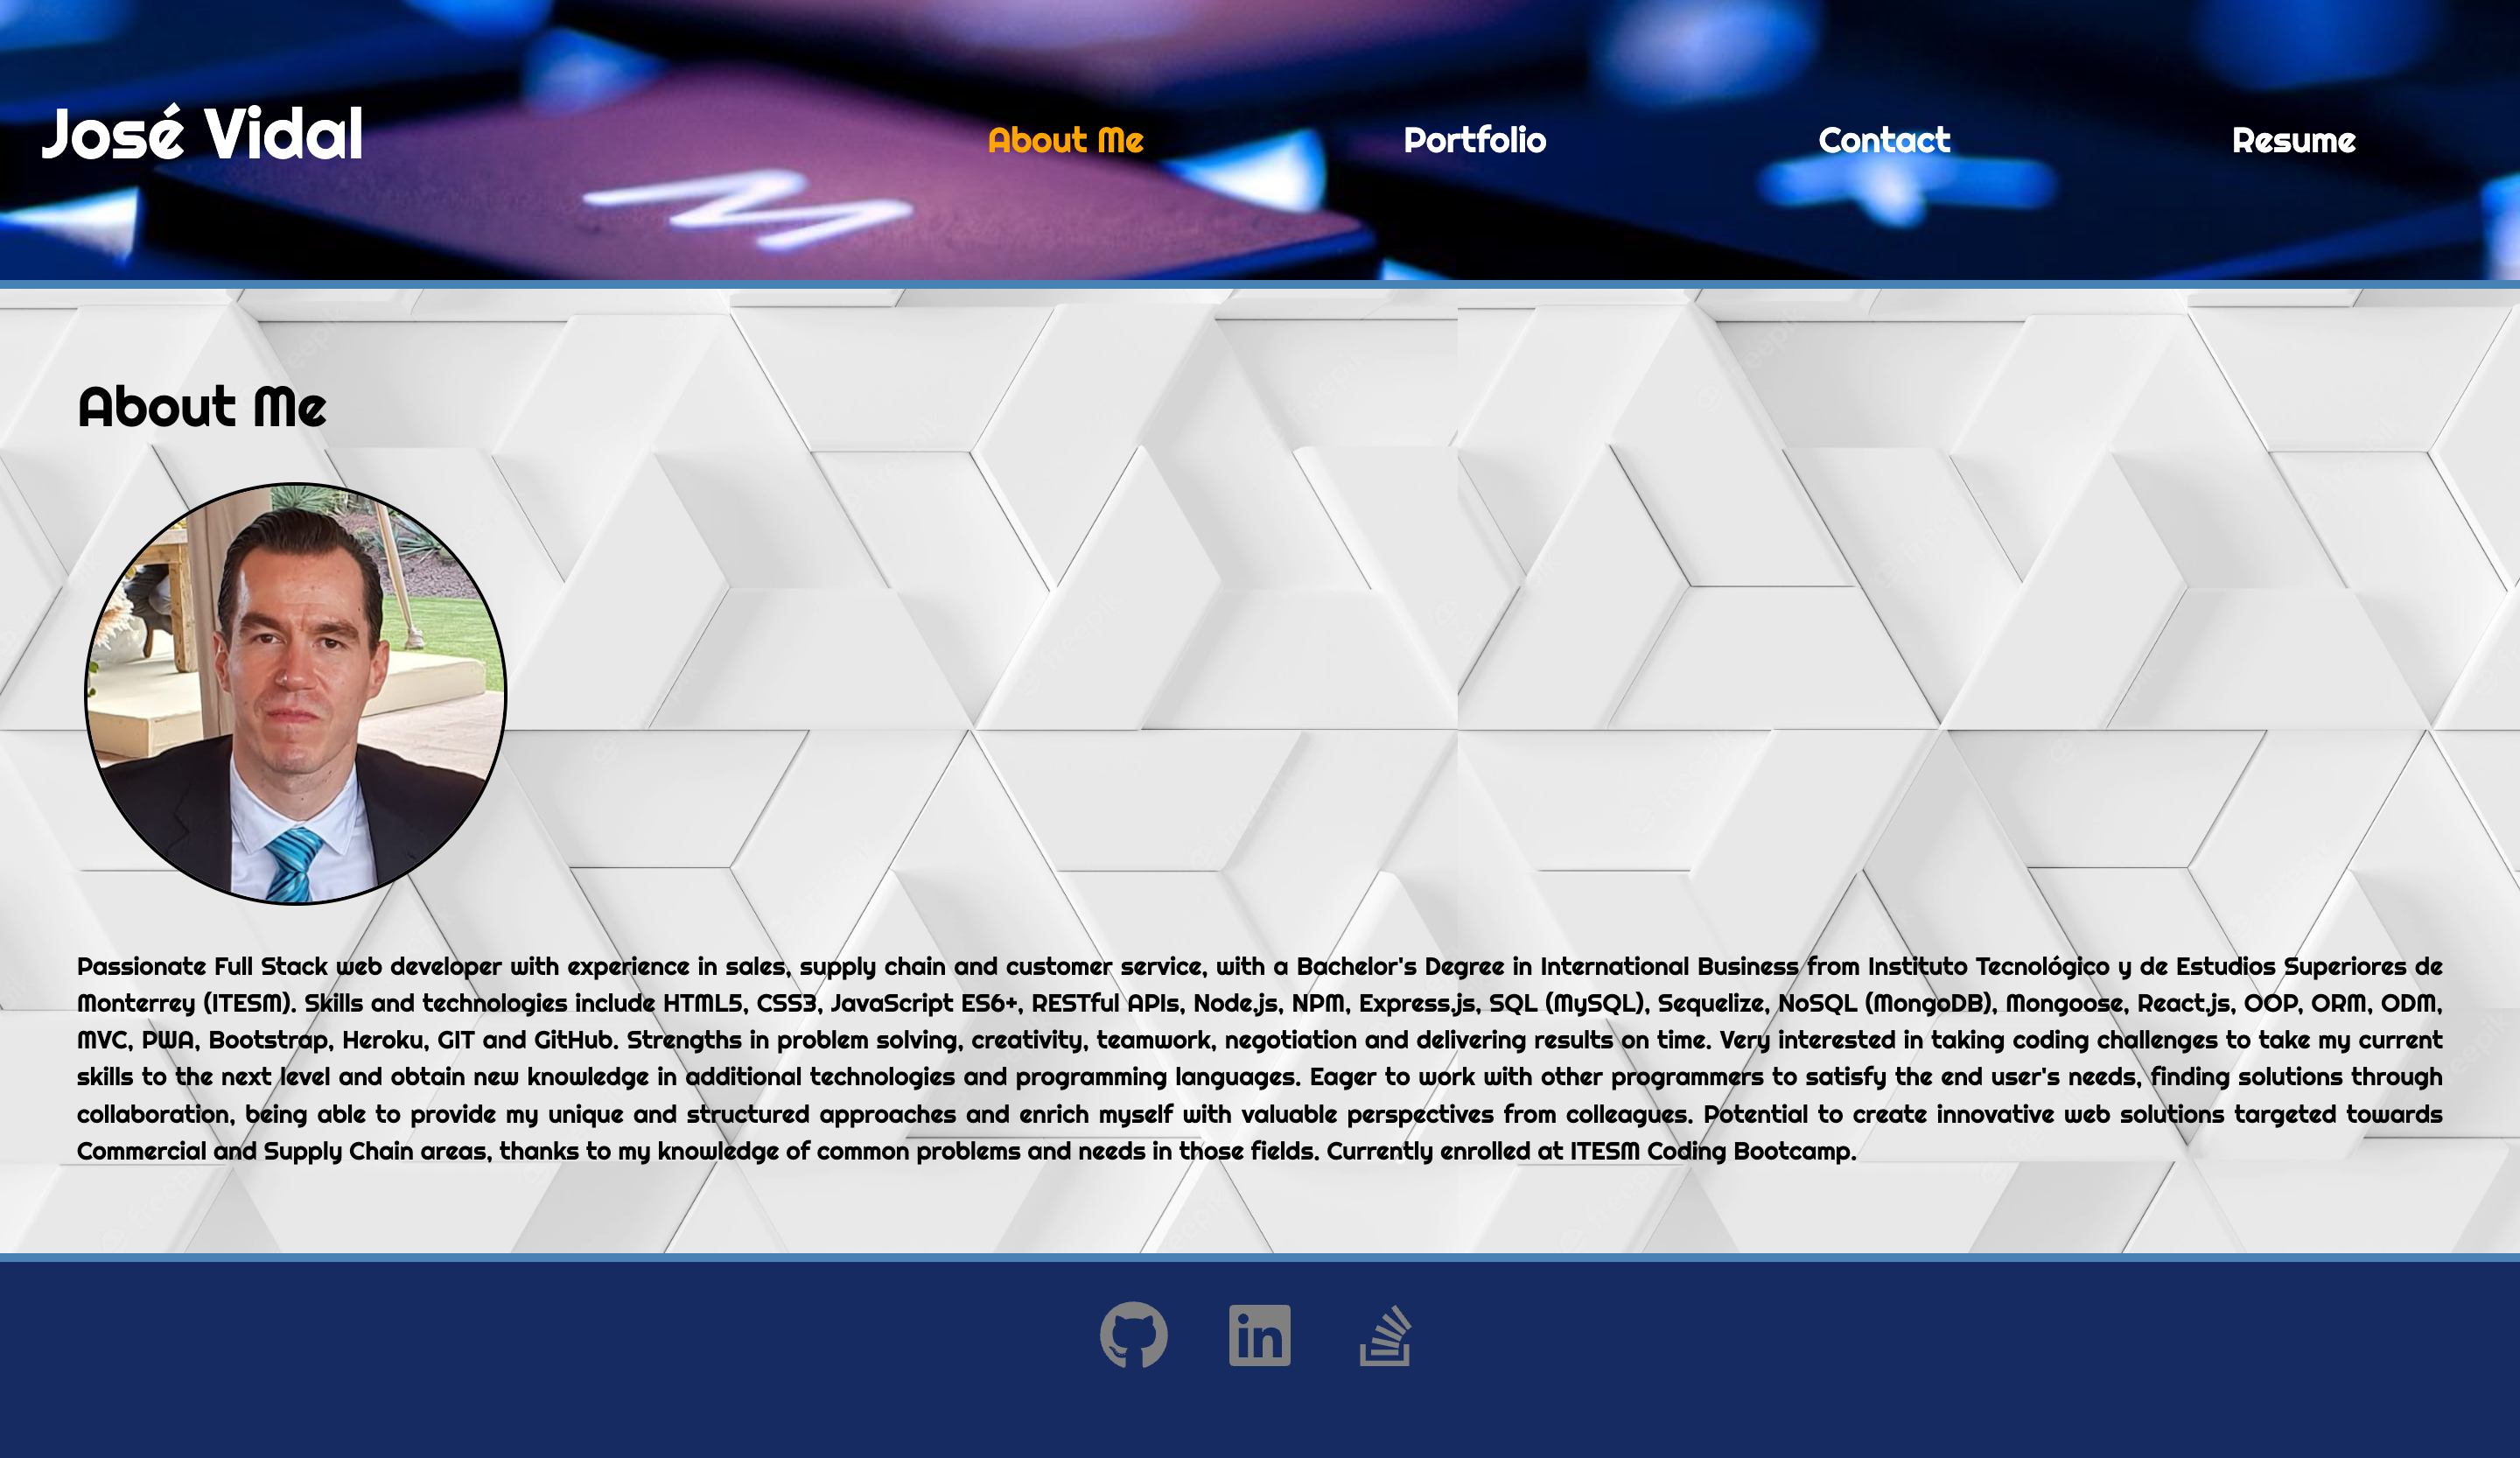 José Vidal
About Me
Portfolio
Contact
Resume
M
About Me
Passionate Full Stack web developer with experience in sales, supply chain and customer service, with a Bachelor's Degree in International Business from Instituto Tecnológico y de Estudios Superiores de
Monterrey (ITESM). Skills and technologies include HTML5, CSS3, JavaScript ES6+, RESTful APIs, Node.js, NPM, Express.js, SQL (MySQL), Sequelize, NoSQL (MongoDB), Mongoose, React.js, OOP, ORM, ODM,
MVC, PWA, Bootstrap, Heroku, GIT and GitHub. Strengths in problem solving, creativity, teamwork, negotiation and delivering results on time. Very interested in taking coding challenges to take my current
skills to the next level and obtain new knowledge in additional technologies and programming languages. Eager to work with other programmers to satisfy the end user's needs, finding solutions through
collaboration, being able to provide my unique and structured approaches and enrich myself with valuable perspectives from colleagues. Potential to create innovative web solutions targeted towards
Commercial and Supply Chain areas, thanks to my knowledge of common problems and needs in those fields. Currently enrolled at ITESM Coding Bootcamp.
in